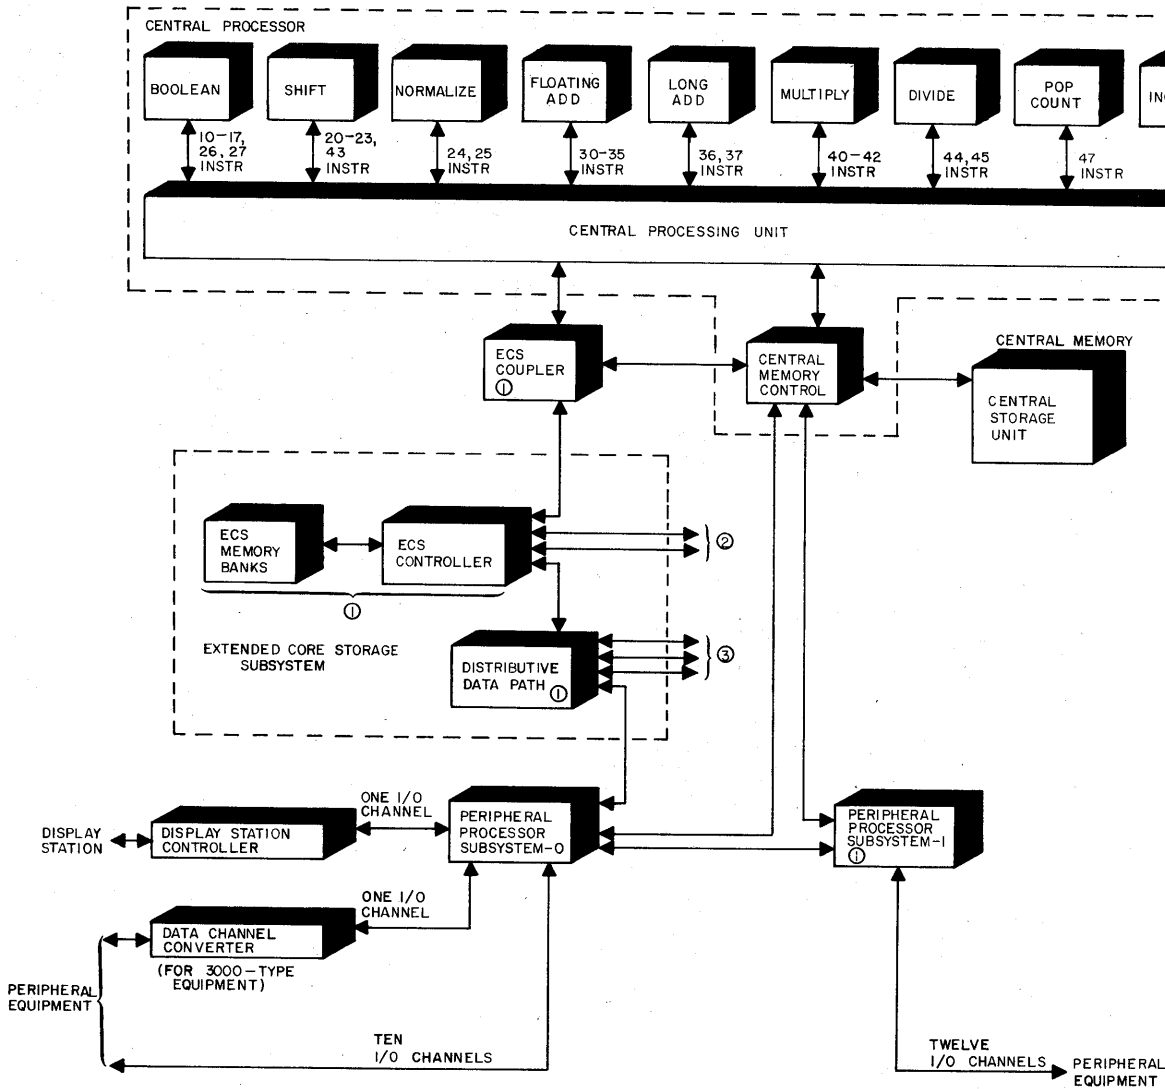 CENTRAL PROCESSOR
BOOLEAN
SHIFT
NORMALIZE
FLOATING
ADD
LONG
ADD
MULTIPLY
DIVIDE
POP
COUNT
10-17,
26, 27
INSTR
20-23,
43
INSTR
24, 25
INSTR
30-35
INSTR
36, 37
INSTR
40-42
INSTR
44, 45
INSTR
47
INSTR
CENTRAL PROCESSING UNIT
ECS
COUPLER
①
CENTRAL
MEMORY
CONTROL
CENTRAL MEMORY
CENTRAL
STORAGE
UNIT
ECS
MEMORY
BANKS
ECS
CONTROLLER
②
①
EXTENDED CORE STORAGE
SUBSYSTEM
DISTRIBUTIVE
DATA PATH ①
③
DISPLAY
STATION
DISPLAY STATION
CONTROLLER
ONE I/O
CHANNEL
PERIPHERAL
PROCESSOR
SUBSYSTEM-0
PERIPHERAL
PROCESSOR
SUBSYSTEM-1
①
ONE I/O
CHANNEL
DATA CHANNEL
CONVERTER
(FOR 3000-TYPE
EQUIPMENT)
PERIPHERAL
EQUIPMENT
TEN
I/O CHANNELS
TWELVE
I/O CHANNELS
PERIPHERAL
EQUIPMENT